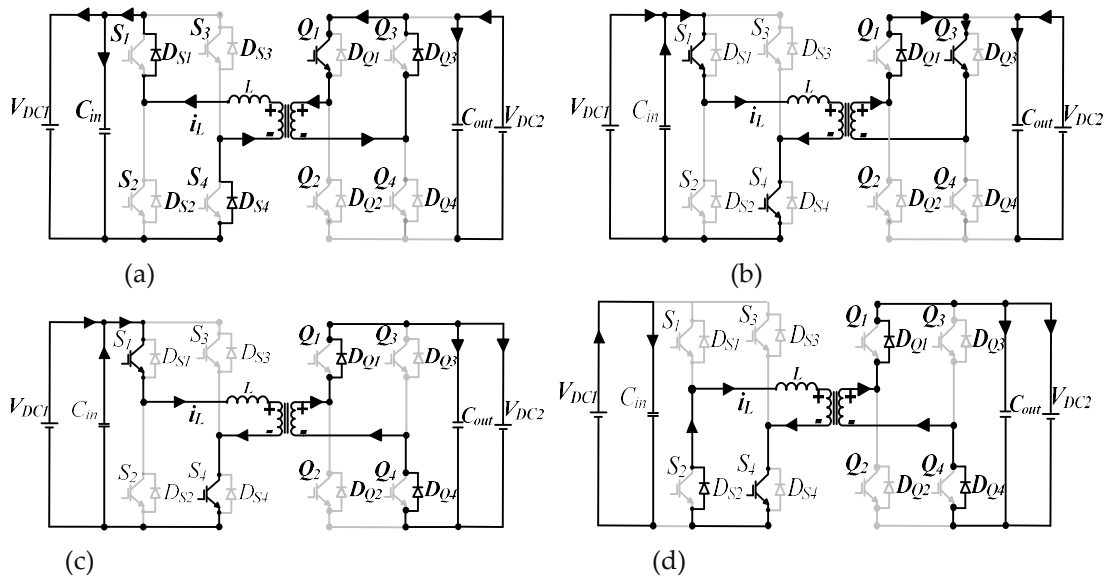 S1 DS1 S3 DS3 Q1 DQ1 Q3 DQ3
VDC1 Cin L + - + - iL Cout VDC2
S2 DS2 S4 DS4 Q2 DQ2 Q4 DQ4
(a)
S1 DS1 S3 DS3 Q1 DQ1 Q3 DQ3
VDC1 Cin L + - + - iL Cout VDC2
S2 DS2 S4 DS4 Q2 DQ2 Q4 DQ4
(b)
S1 DS1 S3 DS3 Q1 DQ1 Q3 DQ3
VDC1 Cin L + - + - iL Cout VDC2
S2 DS2 S4 DS4 Q2 DQ2 Q4 DQ4
(c)
S1 DS1 S3 DS3 Q1 DQ1 Q3 DQ3
VDC1 Cin L + - + - iL Cout VDC2
S2 DS2 S4 DS4 Q2 DQ2 Q4 DQ4
(d)